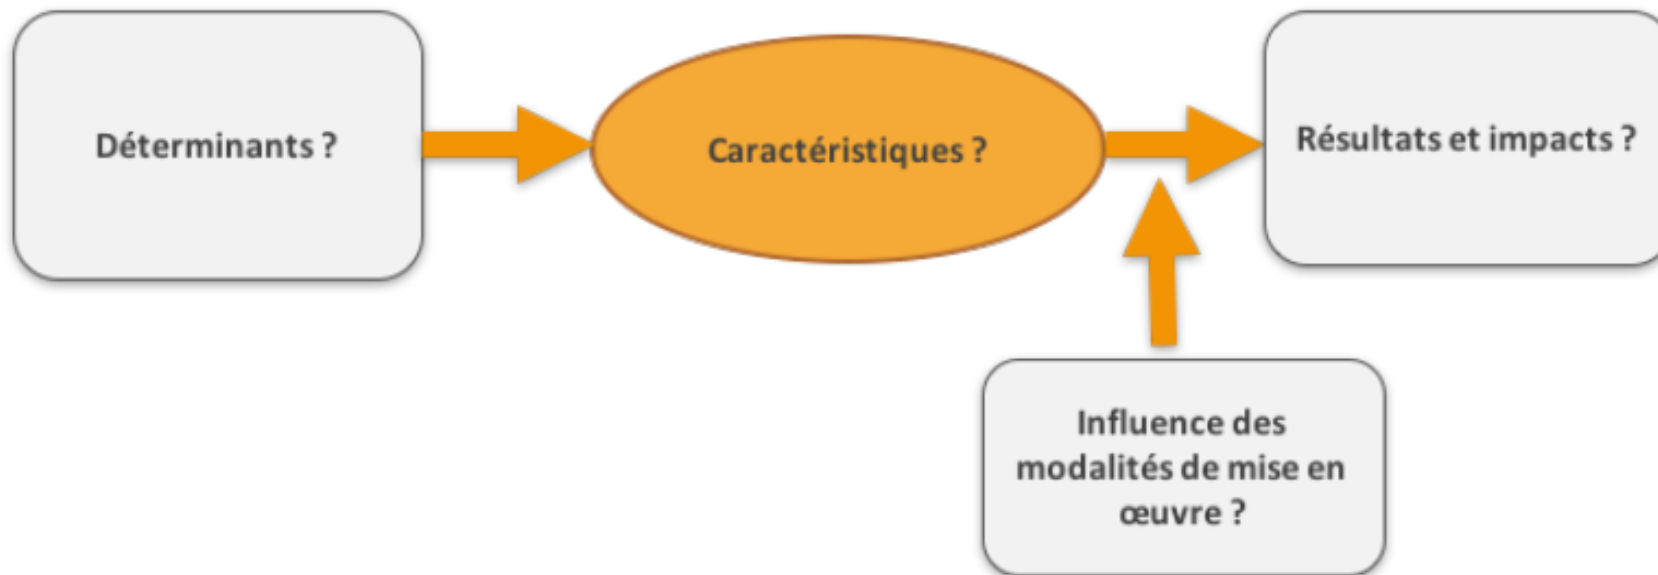 Déterminants ?
Caractéristiques ?
Résultats et impacts ?
Influence des
modalités de mise en
œuvre ?